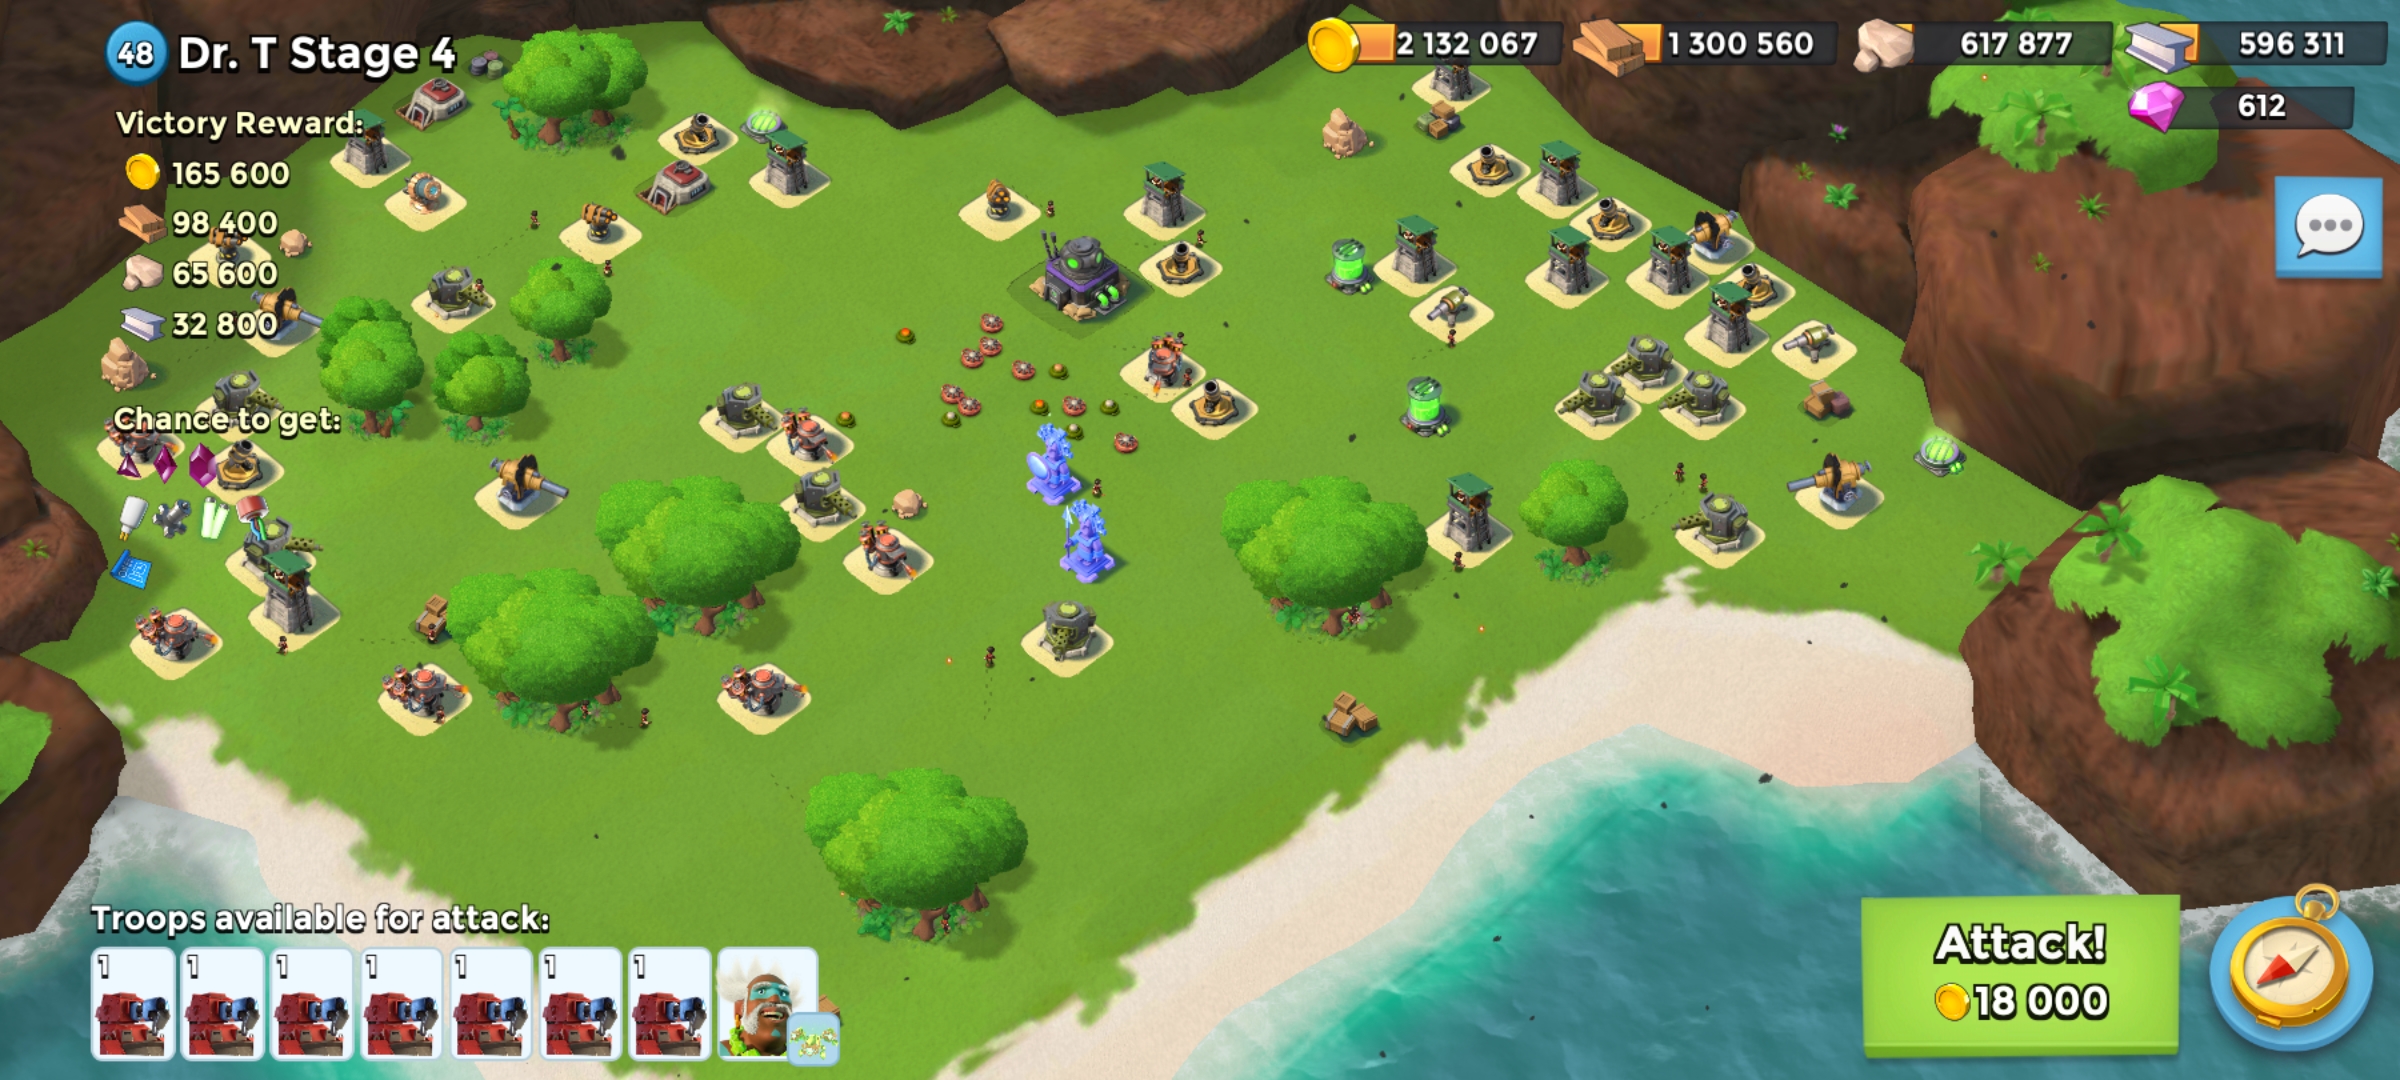 48 Dr. T Stage 4
2 132 067
1 300 560
617 877
596 311
612
Victory Reward:
165 600
98 400
65 600
32 800
Chance to get:
Troops available for attack:
1 1 1 1 1 1 1
Attack!
18 000